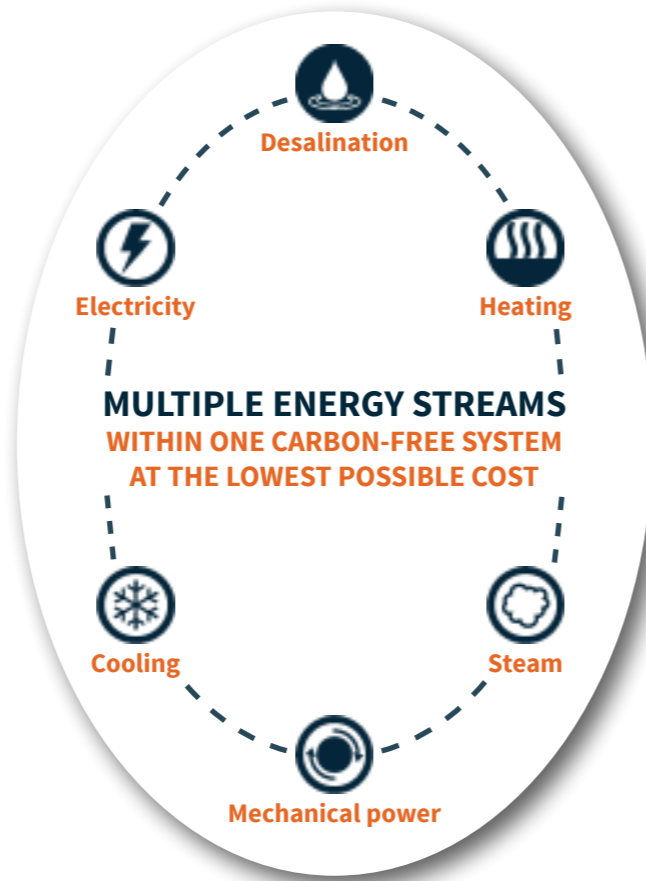 Desalination
Electricity
Heating
MULTIPLE ENERGY STREAMS
WITHIN ONE CARBON-FREE SYSTEM
AT THE LOWEST POSSIBLE COST
Cooling
Steam
Mechanical power